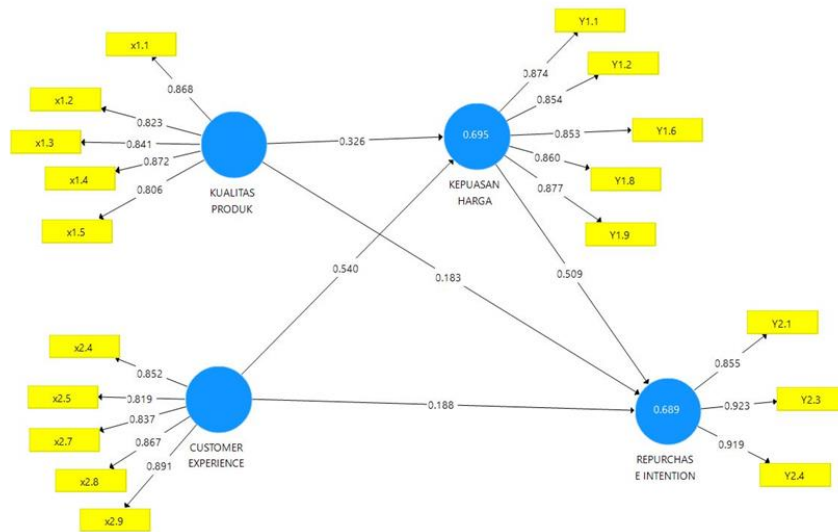 Y1.1
x1.1
0.868
0.874
Y1.2
0.854
x1.2
0.823
x1.3
0.841
0.326
0.695
0.853
Y1.6
0.872
x1.4
0.860
Y1.8
0.806
KUALITAS
PRODUK
KEPUASAN
HARGA
0.877
x1.5
Y1.9
0.540
0.183
0.509
Y2.1
x2.4
0.852
0.855
x2.5
0.819
0.188
0.689
0.923
Y2.3
x2.7
0.837
0.867
0.919
x2.8
0.891
CUSTOMER
EXPERIENCE
REPURCHAS
E INTENTION
Y2.4
x2.9